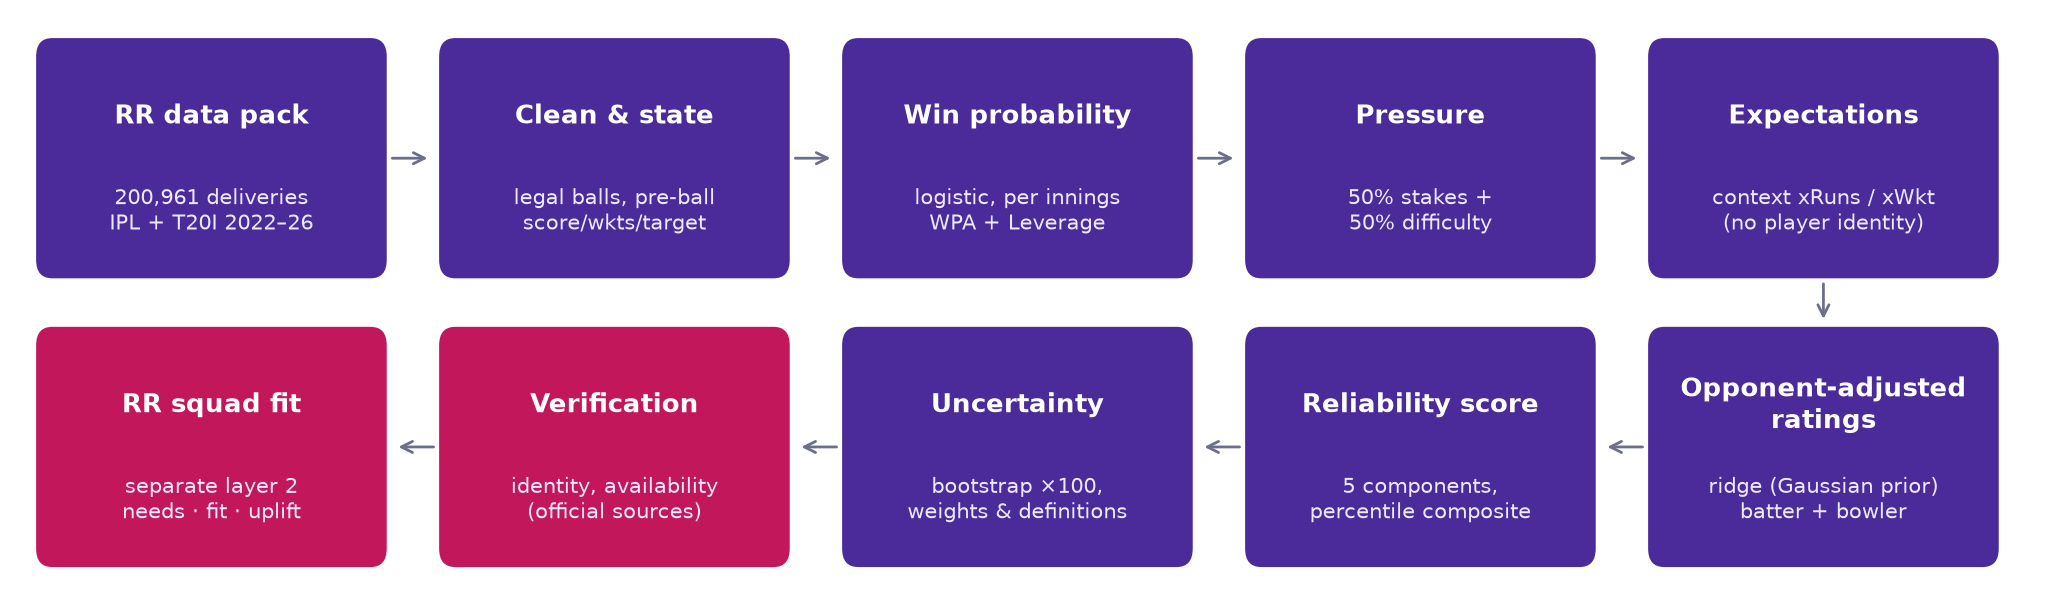 RR data pack
200,961 deliveries
IPL + T20I 2022–26
Clean & state
legal balls, pre-ball
score/wkts/target
Win probability
logistic, per innings
WPA + Leverage
Pressure
50% stakes +
50% difficulty
Expectations
context xRuns / xWkt
(no player identity)
Opponent-adjusted
ratings
ridge (Gaussian prior)
batter + bowler
Reliability score
5 components,
percentile composite
Uncertainty
bootstrap ×100,
weights & definitions
Verification
identity, availability
(official sources)
RR squad fit
separate layer 2
needs · fit · uplift